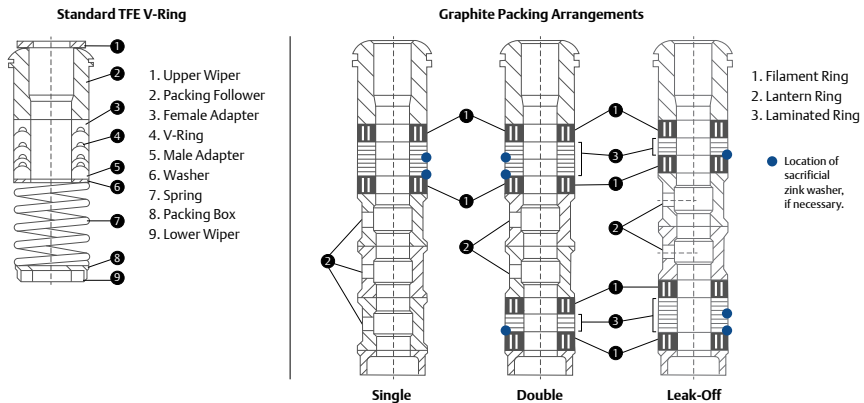 Standard TFE V-Ring
1
2
3
4
5
6
7
8
9
1. Upper Wiper
2. Packing Follower
3. Female Adapter
4. V-Ring
5. Male Adapter
6. Washer
7. Spring
8. Packing Box
9. Lower Wiper
Graphite Packing Arrangements
1
1
2
1
3
1
2
1
3
1
2
Single
Double
Leak-Off
1. Filament Ring
2. Lantern Ring
3. Laminated Ring
Location of
sacrificial
zink washer,
if necessary.